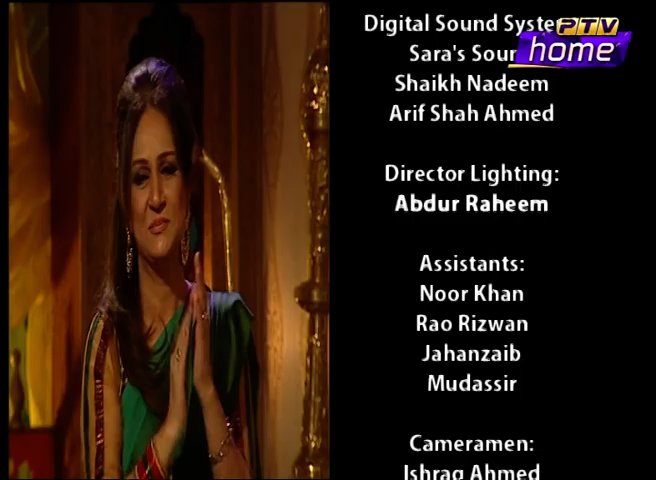 Digital Sound System
PTV
home
Sara's Soun
Shaikh Nadeem
Arif Shah Ahmed
Director Lighting:
Abdur Raheem
Assistants:
Noor Khan
Rao Rizwan
Jahanzaib
Mudassir
Cameramen:
Ishraq Ahmed